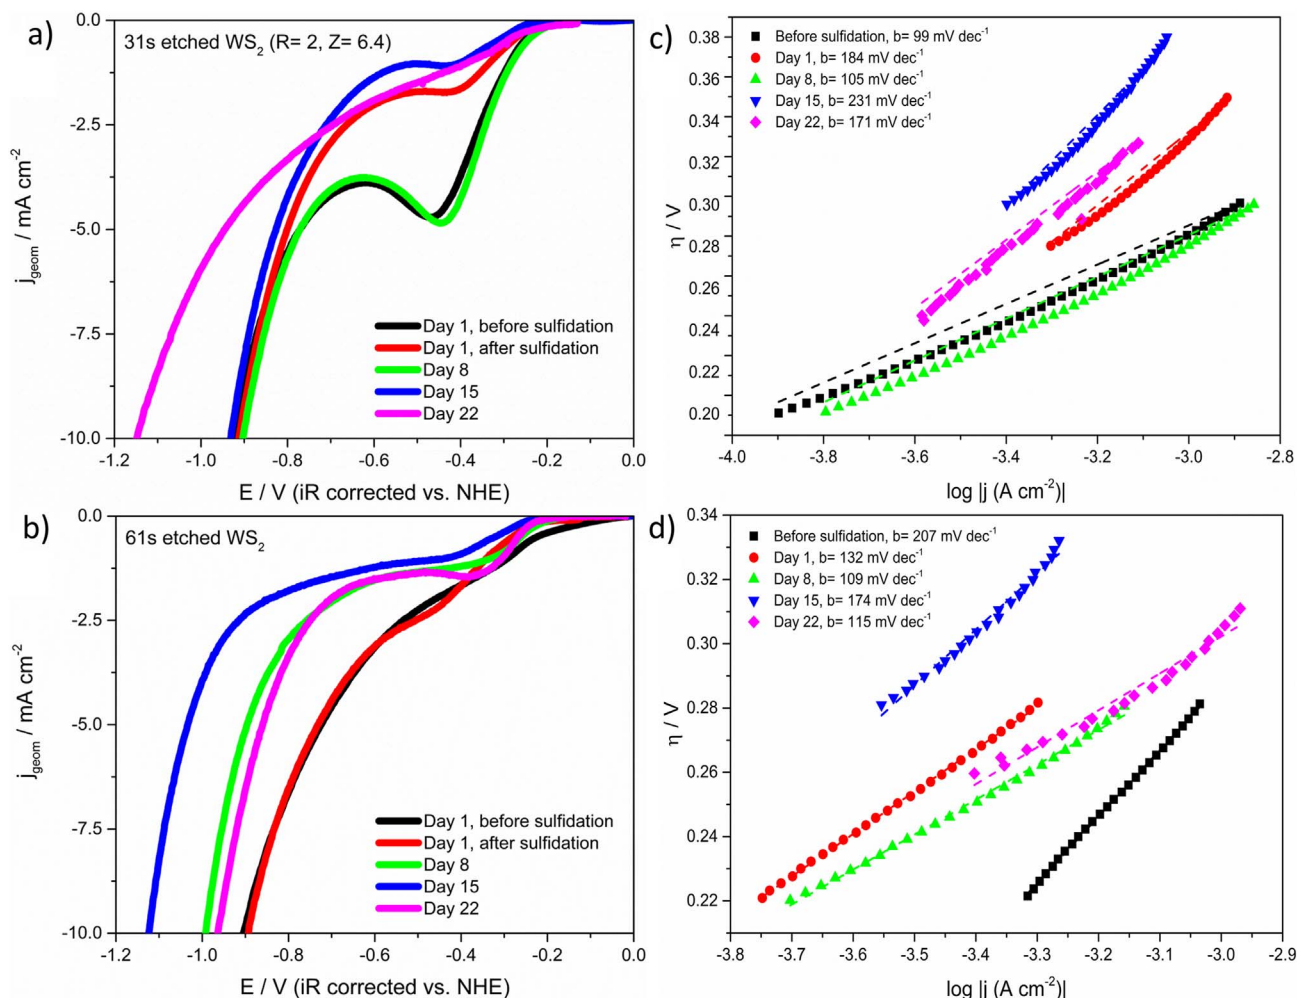 a)
31s etched WS₂ (R= 2, Z= 6.4)
0.0
-2.5
-5.0
-7.5
-10.0
j_geom / mA cm⁻²
Day 1, before sulfidation
Day 1, after sulfidation
Day 8
Day 15
Day 22
-1.2 -1.0 -0.8 -0.6 -0.4 -0.2 0.0
E / V (iR corrected vs. NHE)
c)
Before sulfidation, b= 99 mV dec⁻¹
Day 1, b= 184 mV dec⁻¹
Day 8, b= 105 mV dec⁻¹
Day 15, b= 231 mV dec⁻¹
Day 22, b= 171 mV dec⁻¹
0.38
0.36
0.32
0.30
0.28
0.26
0.24
0.22
0.20
η / V
-4.0 -3.8 -3.6 -3.4 -3.2 -3.0 -2.8
log |j (A cm⁻²)|
b)
61s etched WS₂
0.0
-2.5
-5.0
-7.5
-10.0
j_geom / mA cm⁻²
Day 1, before sulfidation
Day 1, after sulfidation
Day 8
Day 15
Day 22
-1.2 -1.0 -0.8 -0.6 -0.4 -0.2 0.0
E / V (iR corrected vs. NHE)
d)
Before sulfidation, b= 207 mV dec⁻¹
Day 1, b= 132 mV dec⁻¹
Day 8, b= 109 mV dec⁻¹
Day 15, b= 174 mV dec⁻¹
Day 22, b= 115 mV dec⁻¹
0.34
0.32
0.30
0.28
0.26
0.24
0.22
η / V
-3.8 -3.7 -3.6 -3.5 -3.4 -3.3 -3.2 -3.1 -3.0 -2.9
log |j (A cm⁻²)|